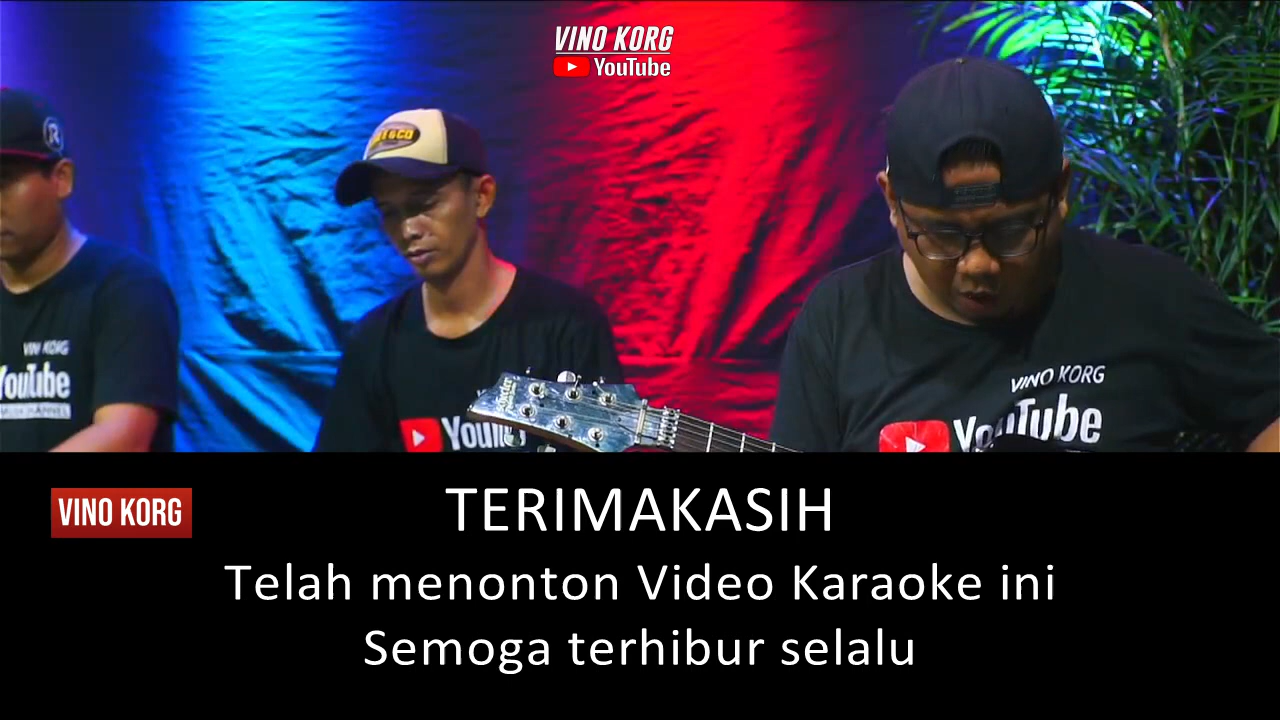 VINO KORG
YouTube
R
VINO KORG
YouTube
YouTube
VINO KORG
YouTube
VINO KORG
TERIMAKASIH
Telah menonton Video Karaoke ini
Semoga terhibur selalu